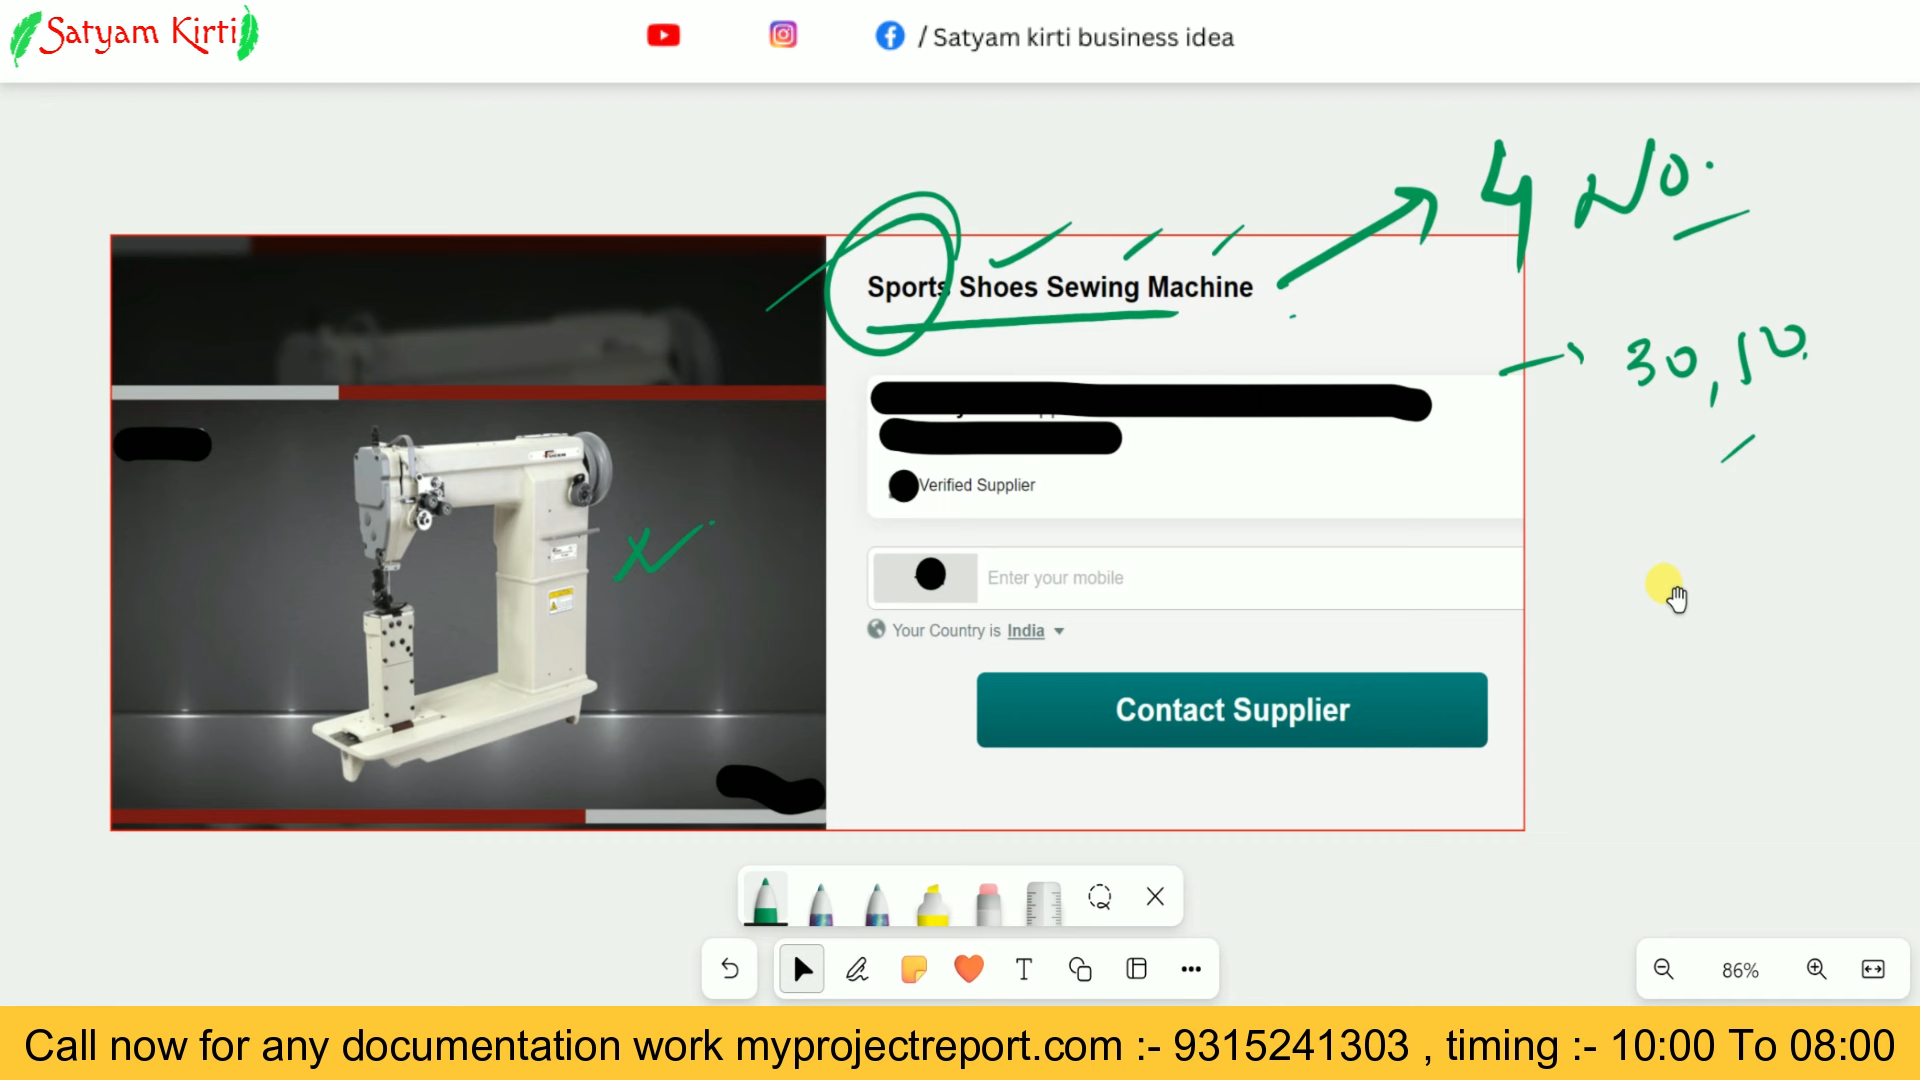 Satyam Kirti
/ Satyam kirti business idea
4 No.
Sports Shoes Sewing Machine
30, 10.
Verified Supplier
Enter your mobile
Your Country is India
Contact Supplier
T
86%
Call now for any documentation work myprojectreport.com :- 9315241303 , timing :- 10:00 To 08:00